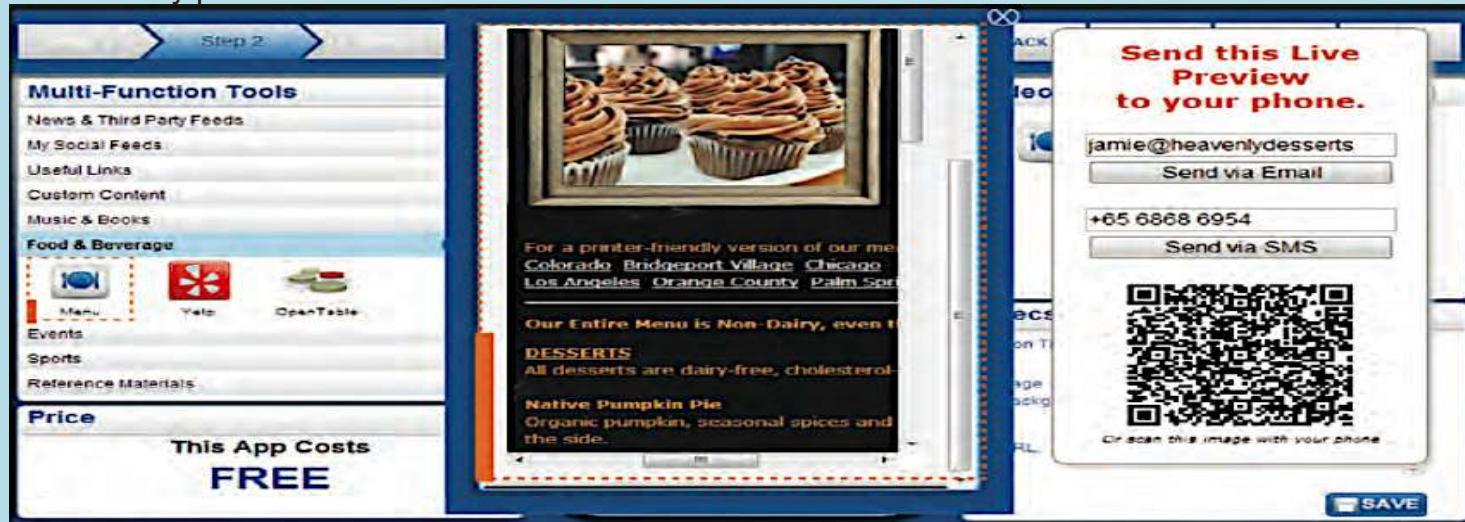 Step 2
Multi-Function Tools
News & Third Party Feeds
My Social Feeds
Useful Links
Custom Content
Music & Books
Food & Beverage
Menu Yelp OpenTable
Events
Sports
Reference Materials
Price
This App Costs
FREE
For a printer-friendly version of our me
Colorado Bridgeport Village Chicago
Los Angeles Orange County Palm Spri
Our Entire Menu is Non-Dairy, even t
DESSERTS
All desserts are dairy-free, cholesterol-
Native Pumpkin Pie
Organic pumpkin, seasonal spices and
the side.
ACK
Send this Live
Preview
to your phone.
jamie@heavenlydesserts
Send via Email
+65 6868 6954
Send via SMS
Or scan this image with your phone
SAVE